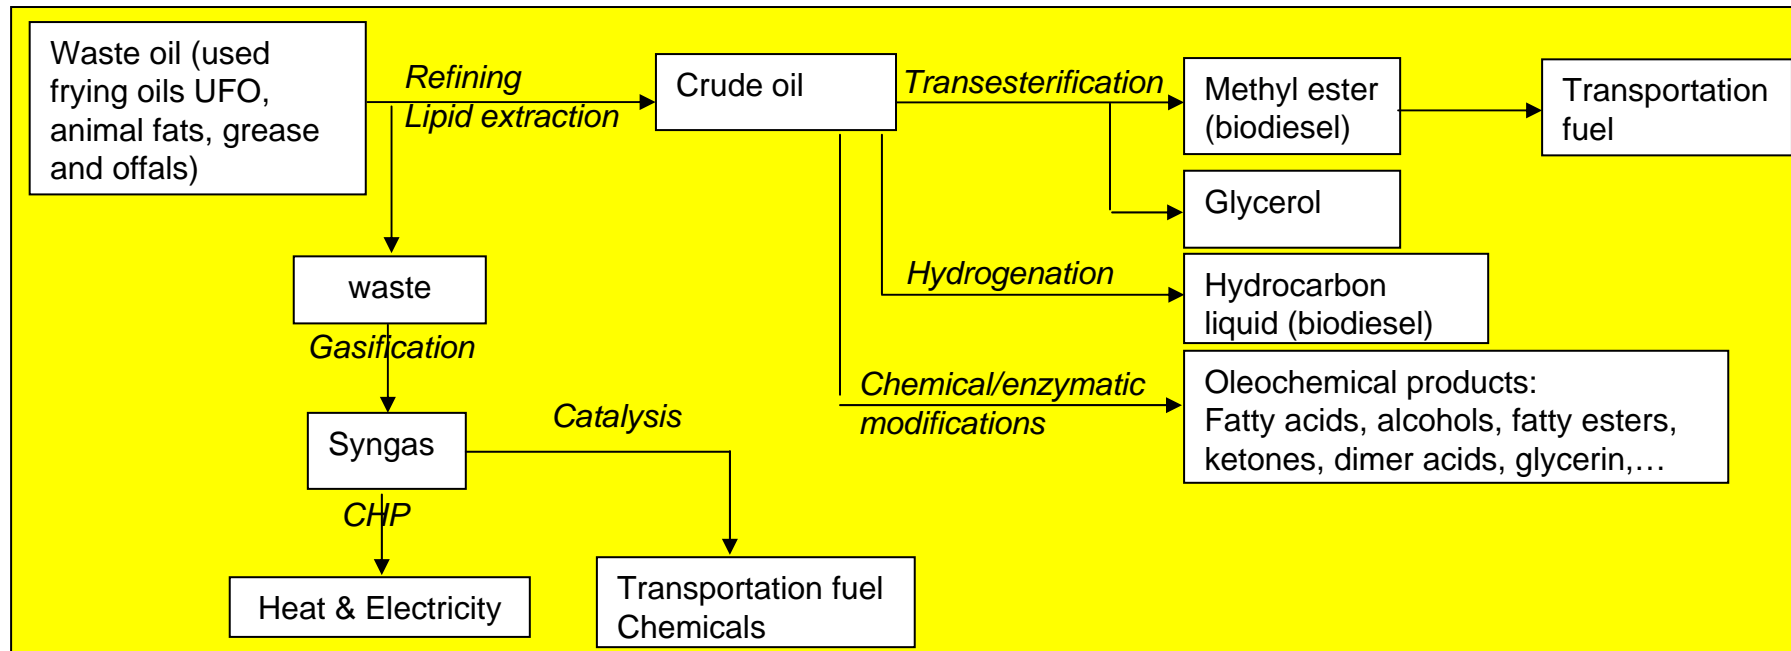 Waste oil (used
frying oils UFO,
animal fats, grease
and offals)
Refining
Lipid extraction
Crude oil
Transesterification
Methyl ester
(biodiesel)
Transportation
fuel
Glycerol
Hydrogenation
Hydrocarbon
liquid (biodiesel)
Chemical/enzymatic
modifications
Oleochemical products:
Fatty acids, alcohols, fatty esters,
ketones, dimer acids, glycerin,…
waste
Gasification
Syngas
Catalysis
CHP
Heat & Electricity
Transportation fuel
Chemicals